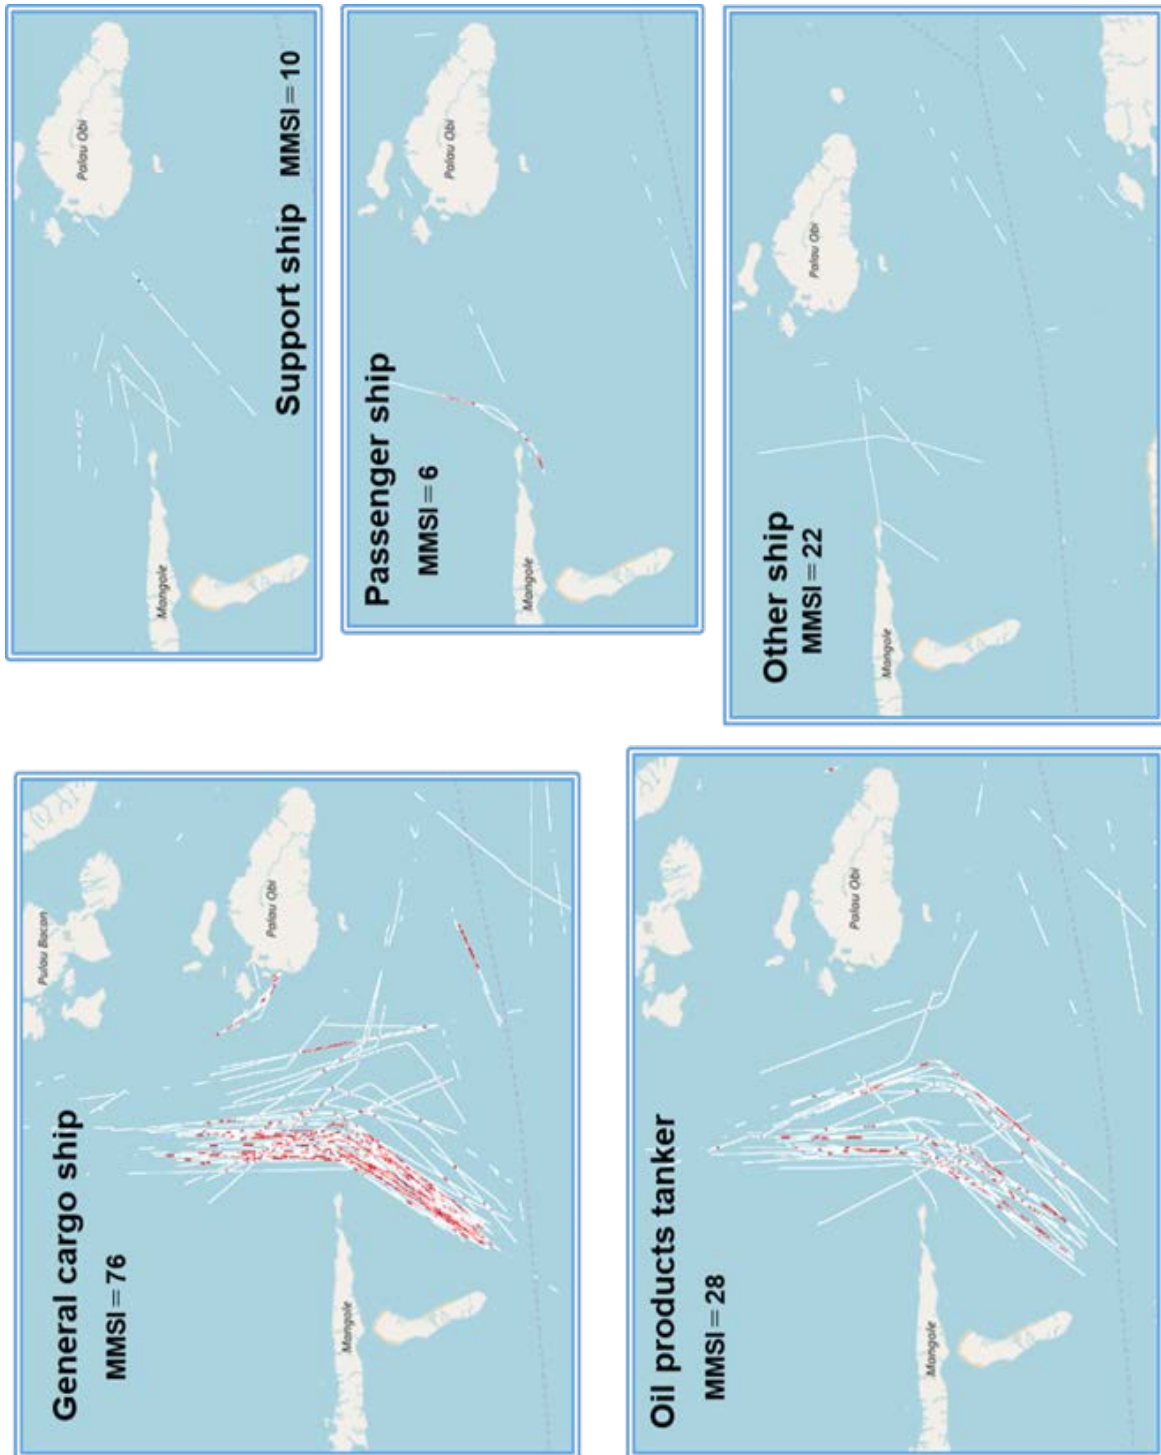 Palau Obi
Mangole
Support ship MMSI=10
Palau Obi
Mangole
Passenger ship
MMSI=6
Palau Obi
Mangole
Other ship
MMSI=22
Pulau Bacan
Palau Obi
Mangole
General cargo ship
MMSI=76
Palau Obi
Mangole
Oil products tanker
MMSI=28